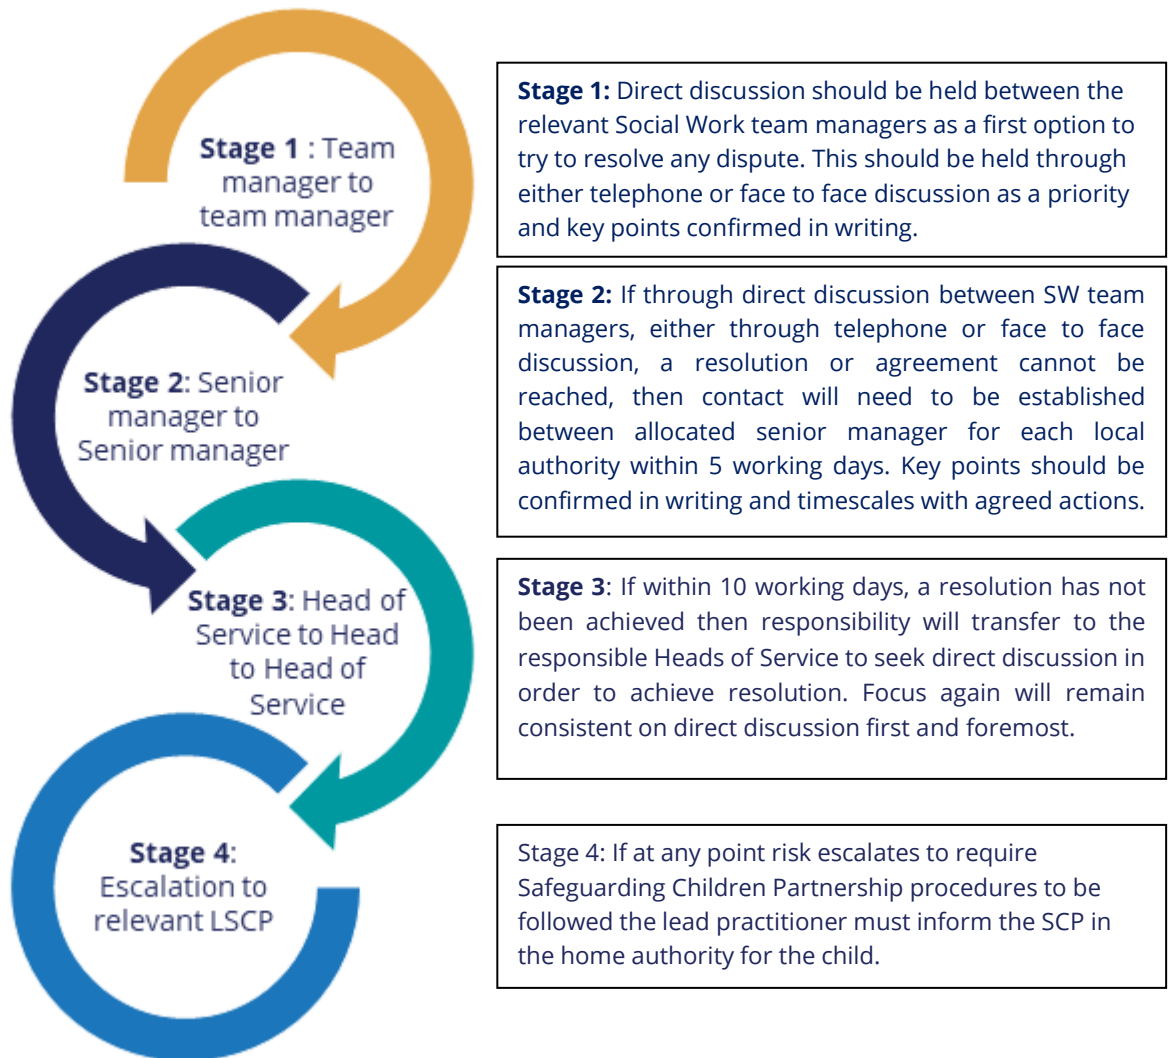 Stage 1 : Team
manager to
team manager
Stage 1: Direct discussion should be held between the
relevant Social Work team managers as a first option to
try to resolve any dispute. This should be held through
either telephone or face to face discussion as a priority
and key points confirmed in writing.
Stage 2: Senior
manager to
Senior manager
Stage 2: If through direct discussion between SW team
managers, either through telephone or face to face
discussion, a resolution or agreement cannot be
reached, then contact will need to be established
between allocated senior manager for each local
authority within 5 working days. Key points should be
confirmed in writing and timescales with agreed actions.
Stage 3: Head of
Service to Head
to Head of
Service
Stage 3: If within 10 working days, a resolution has not
been achieved then responsibility will transfer to the
responsible Heads of Service to seek direct discussion in
order to achieve resolution. Focus again will remain
consistent on direct discussion first and foremost.
Stage 4:
Escalation to
relevant LSCP
Stage 4: If at any point risk escalates to require
Safeguarding Children Partnership procedures to be
followed the lead practitioner must inform the SCP in
the home authority for the child.